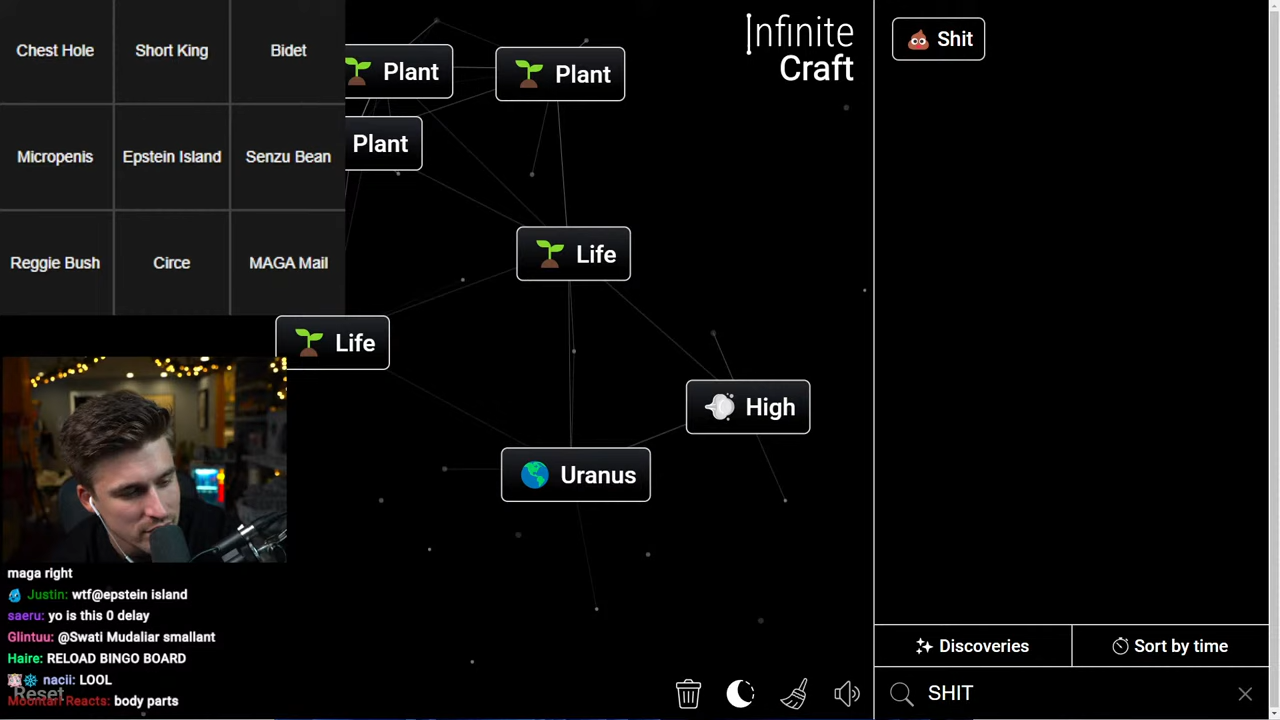 Chest Hole
Short King
Bidet
Micropenis
Epstein Island
Senzu Bean
Reggie Bush
Circe
MAGA Mail
Plant
Plant
Plant
Life
Life
High
Uranus
Infinite
Craft
Shit
maga right
Justin: wtf@epstein island
saeru: yo is this 0 delay
Glintuu: @Swati Mudaliar smallant
Haire: RELOAD BINGO BOARD
nacii: LOOL
Reset
Moomari Reacts: body parts
Discoveries
Sort by time
SHIT